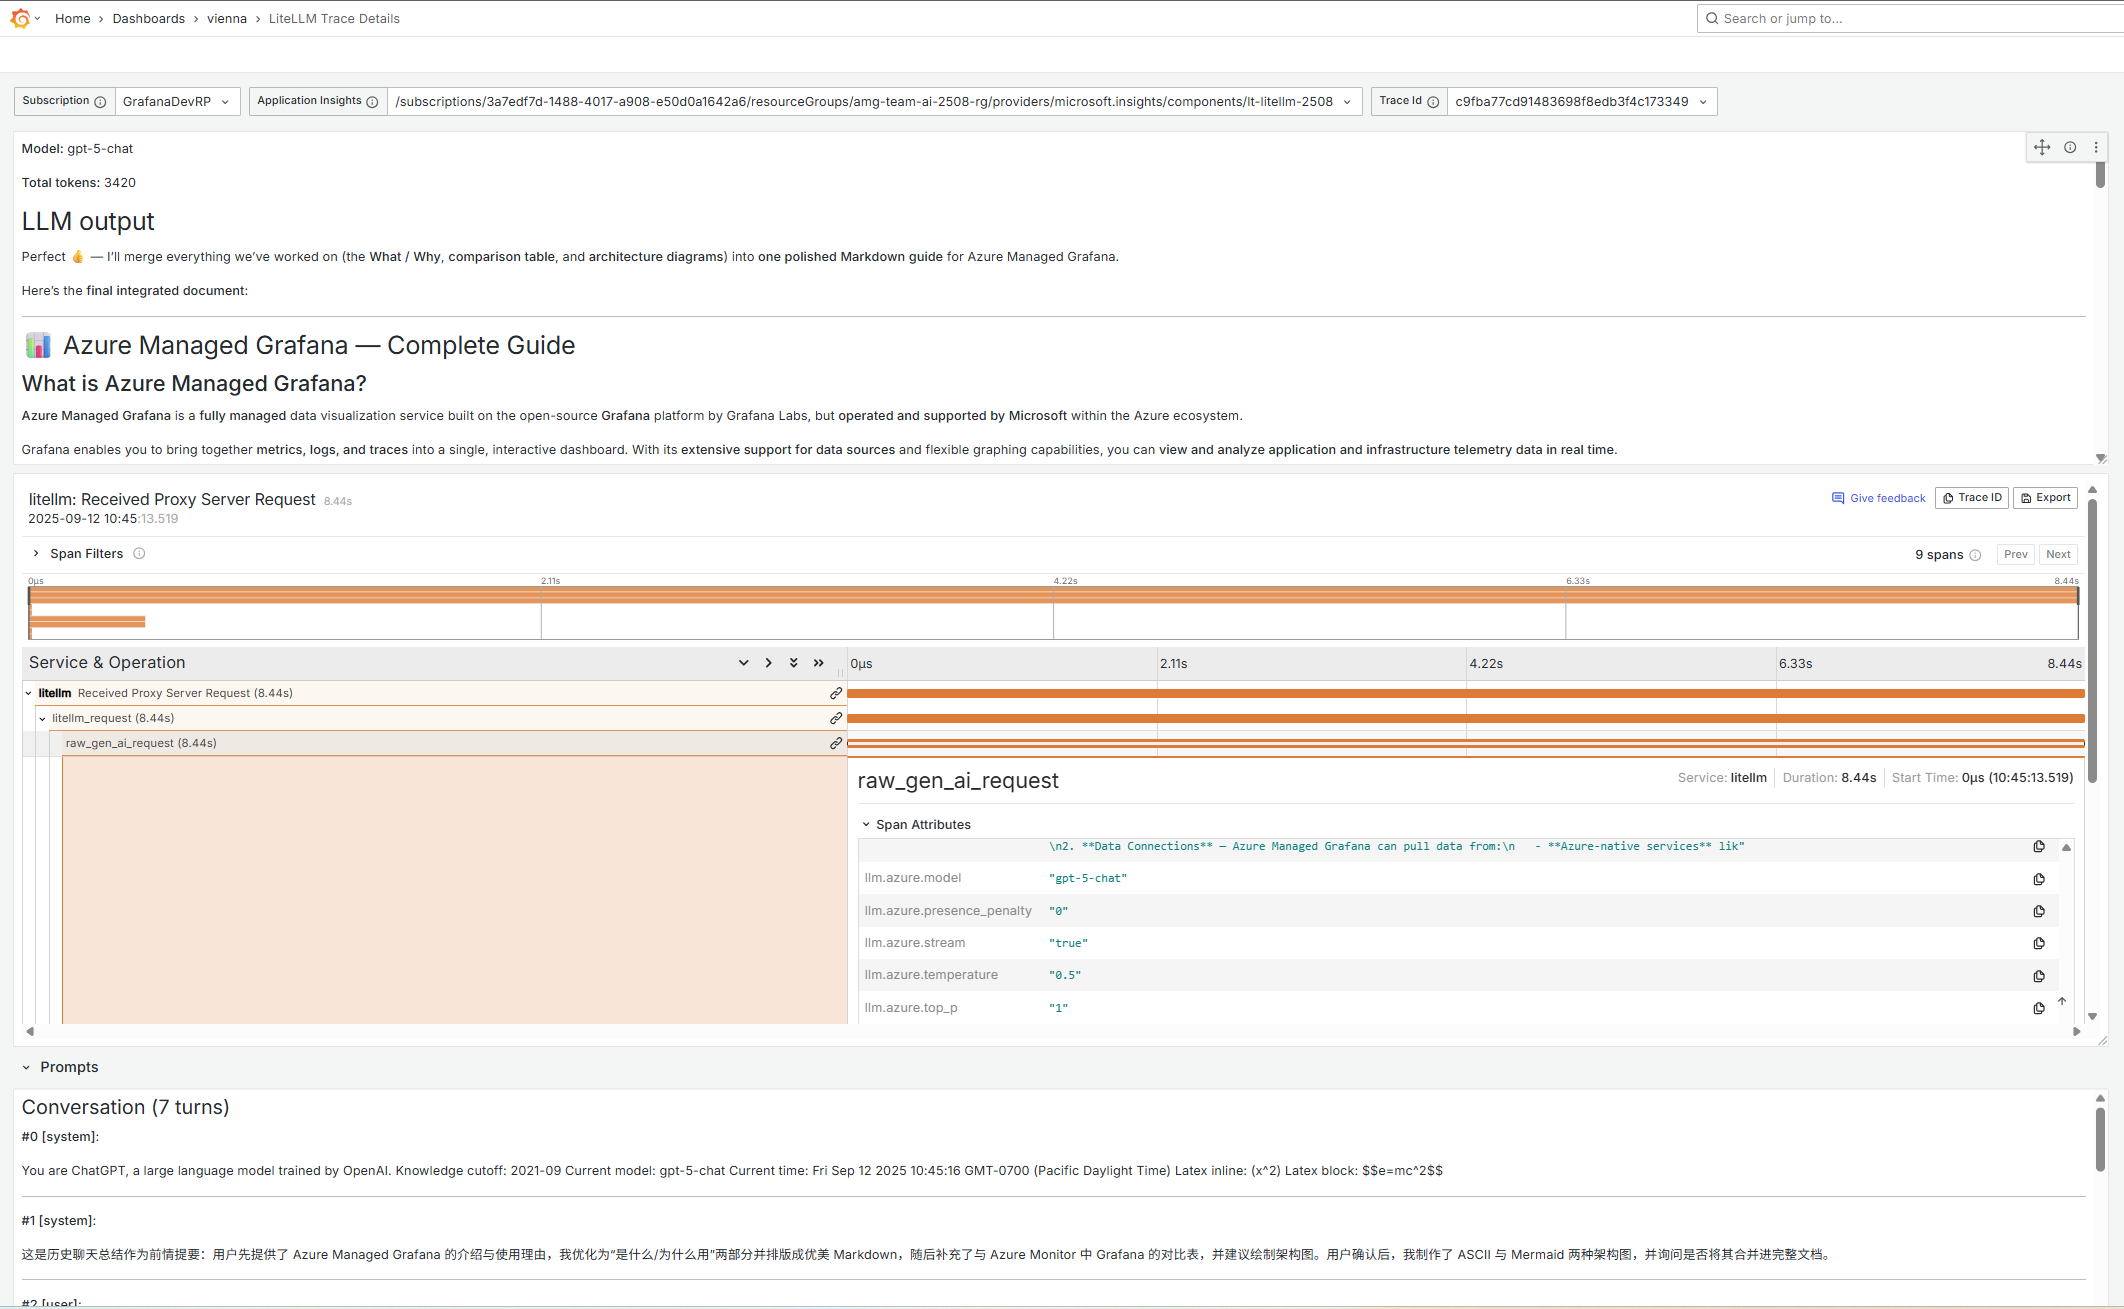 Home › Dashboards › vienna › LiteLLM Trace Details
Search or jump to...
Subscription GrafanaDevRP Application Insights /subscriptions/3a7edf7d-1488-4017-a908-e50d0a1642a6/resourceGroups/amg-team-ai-2508-rg/providers/microsoft.insights/components/lt-litellm-2508 Trace Id c9fba77cd91483698f8edb3f4c173349
Model: gpt-5-chat
Total tokens: 3420
LLM output
Perfect 👍 — I'll merge everything we've worked on (the What / Why, comparison table, and architecture diagrams) into one polished Markdown guide for Azure Managed Grafana.
Here's the final integrated document:
📊 Azure Managed Grafana — Complete Guide
What is Azure Managed Grafana?
Azure Managed Grafana is a fully managed data visualization service built on the open-source Grafana platform by Grafana Labs, but operated and supported by Microsoft within the Azure ecosystem.
Grafana enables you to bring together metrics, logs, and traces into a single, interactive dashboard. With its extensive support for data sources and flexible graphing capabilities, you can view and analyze application and infrastructure telemetry data in real time.
litellm: Received Proxy Server Request 8.44s
Give feedback Trace ID Export
2025-09-12 10:45:13.519
Span Filters
9 spans Prev Next
0µs 2.11s 4.22s 6.33s 8.44s
Service & Operation
0µs 2.11s 4.22s 6.33s 8.44s
litellm Received Proxy Server Request (8.44s)
litellm_request (8.44s)
raw_gen_ai_request (8.44s)
raw_gen_ai_request
Service: litellm Duration: 8.44s Start Time: 0µs (10:45:13.519)
Span Attributes
\n2. **Data Connections** — Azure Managed Grafana can pull data from:\n   - **Azure-native services** lik"
llm.azure.model "gpt-5-chat"
llm.azure.presence_penalty "0"
llm.azure.stream "true"
llm.azure.temperature "0.5"
llm.azure.top_p "1"
Prompts
Conversation (7 turns)
#0 [system]:
You are ChatGPT, a large language model trained by OpenAI. Knowledge cutoff: 2021-09 Current model: gpt-5-chat Current time: Fri Sep 12 2025 10:45:16 GMT-0700 (Pacific Daylight Time) Latex inline: (x^2) Latex block: $$e=mc^2$$
#1 [system]:
这是历史聊天总结作为前情提要：用户先提供了 Azure Managed Grafana 的介绍与使用理由，我优化为“是什么/为什么用”两部分并排版成优美 Markdown，随后补充了与 Azure Monitor 中 Grafana 的对比表，并建议绘制架构图。用户确认后，我制作了 ASCII 与 Mermaid 两种架构图，并询问是否将其合并进完整文档。
#2 [user]: